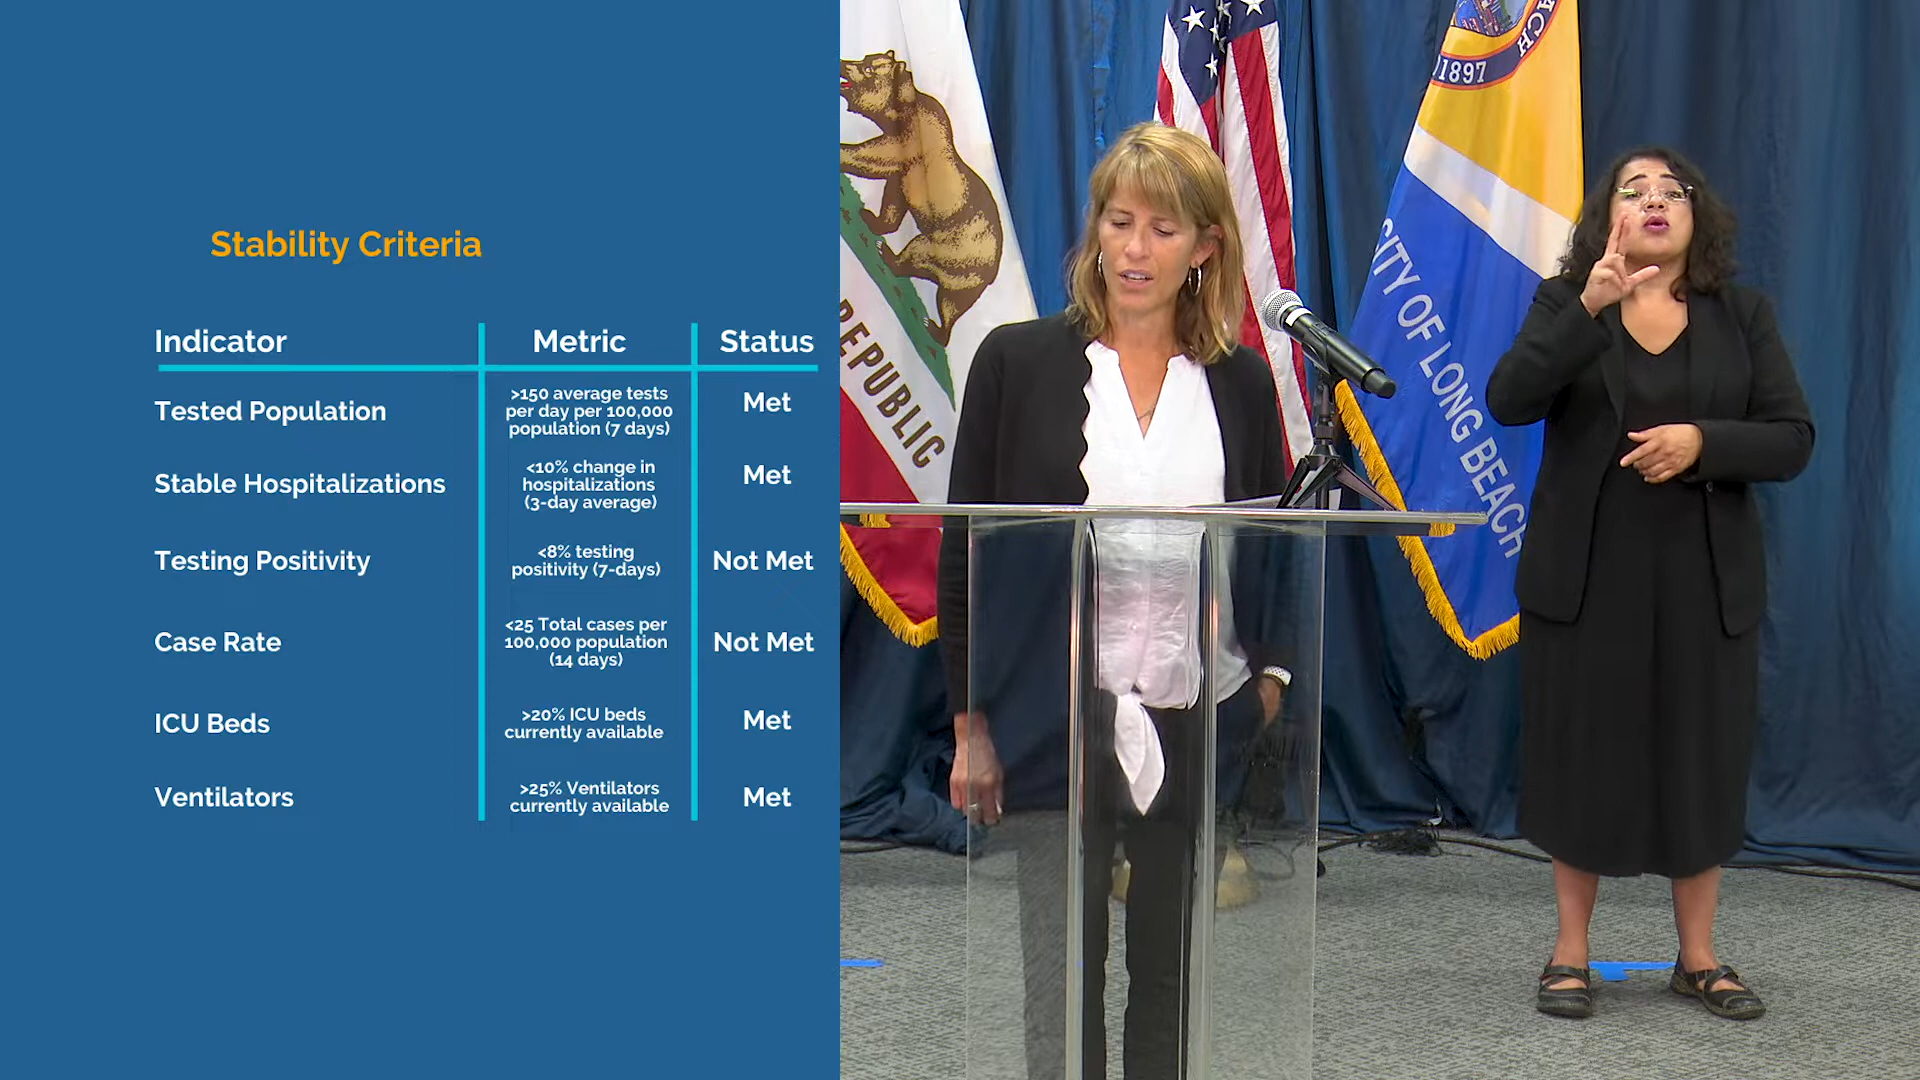 Stability Criteria
Indicator Metric Status
Tested Population
>150 average tests
per day per 100,000
population (7 days)
Met
Stable Hospitalizations
<10% change in
hospitalizations
(3-day average)
Met
Testing Positivity
<8% testing
positivity (7-days)
Not Met
Case Rate
<25 Total cases per
100,000 population
(14 days)
Not Met
ICU Beds
>20% ICU beds
currently available
Met
Ventilators
>25% Ventilators
currently available
Met
REPUBLIC
1897
CITY OF LONG BEACH